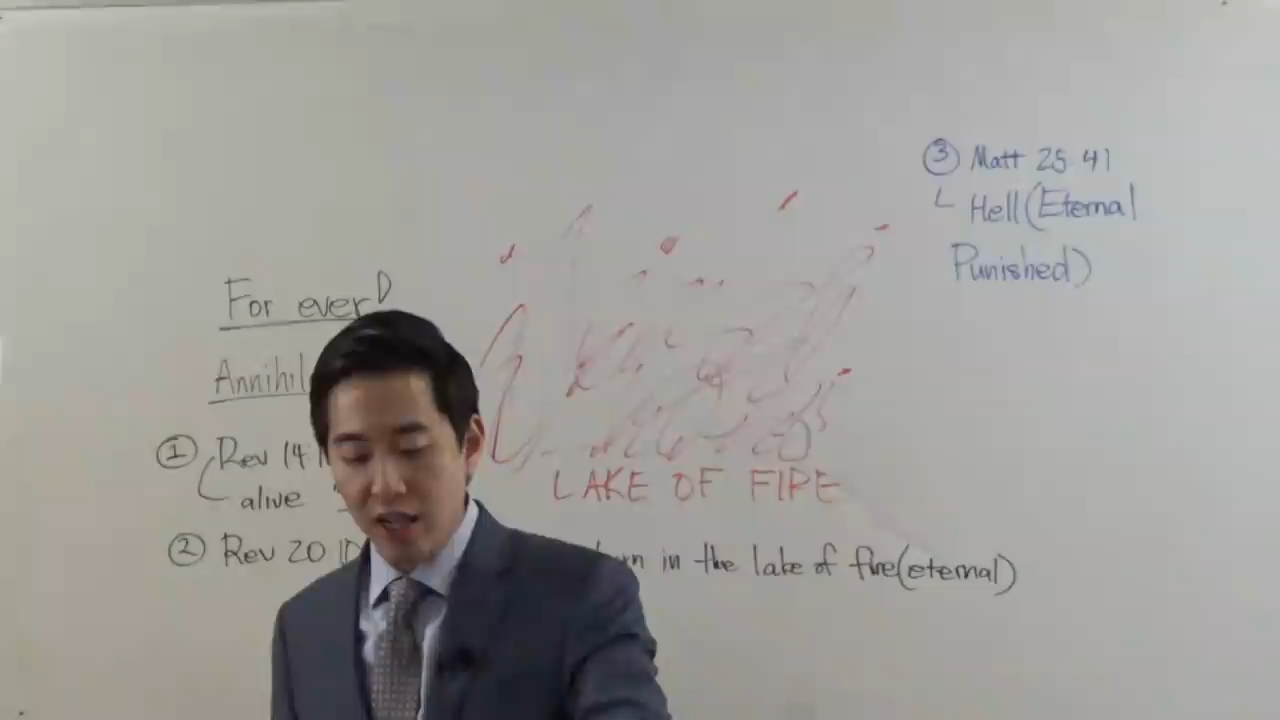 For ever
Annihil
① Rev 14
alive
② Rev 20 10
in the lake of fire(eternal)
LAKE OF FIRE
③ Matt 25 41
Hell(Eternal
Punished)